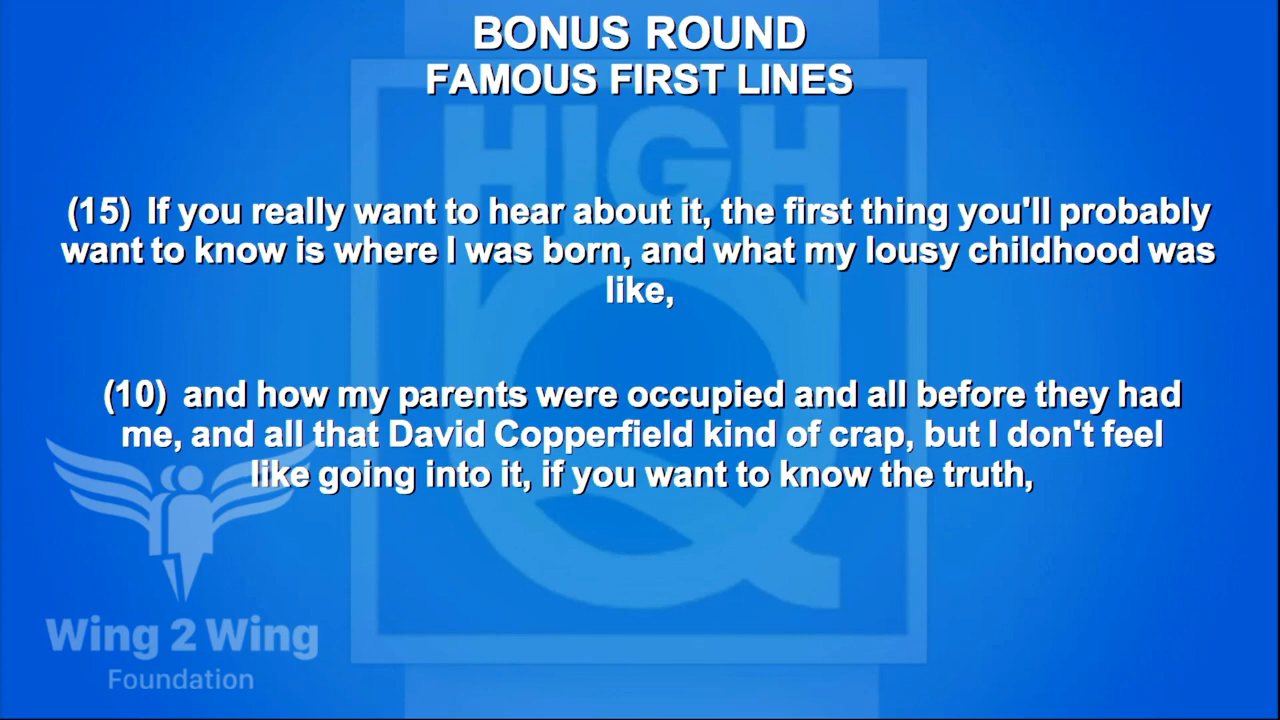 BONUS ROUND
FAMOUS FIRST LINES
HIGH
Q
(15) If you really want to hear about it, the first thing you'll probably
want to know is where I was born, and what my lousy childhood was
like,
(10) and how my parents were occupied and all before they had
me, and all that David Copperfield kind of crap, but I don't feel
like going into it, if you want to know the truth,
Wing 2 Wing
Foundation